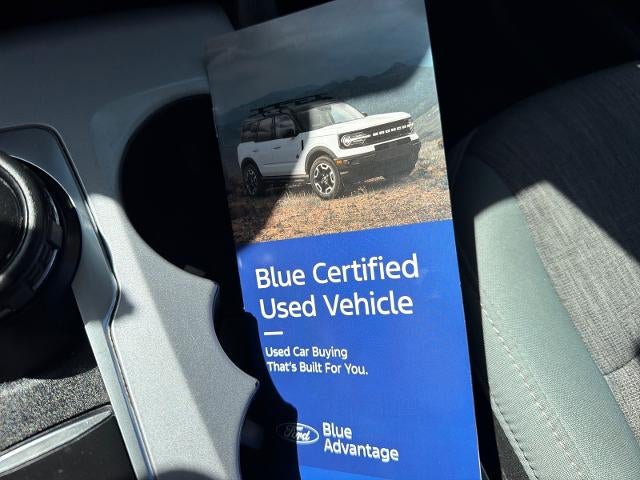 BRONCO
Blue Certified
Used Vehicle
Used Car Buying
That's Built For You.
Ford
Blue
Advantage